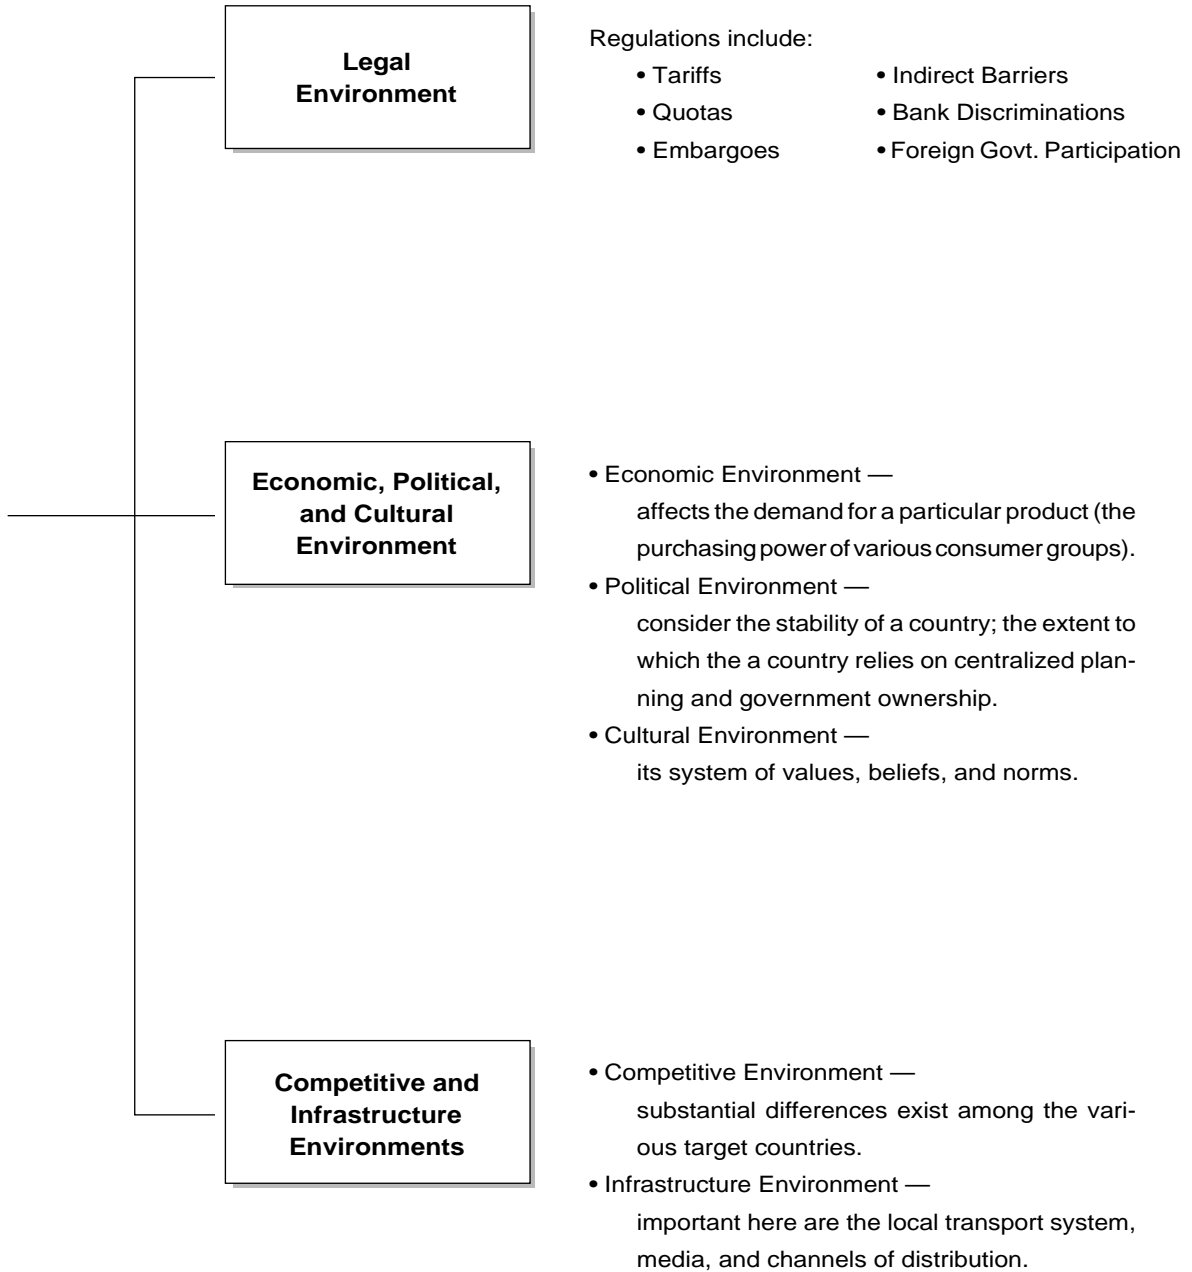 Legal
Environment
Regulations include:
• Tariffs
• Quotas
• Embargoes
• Indirect Barriers
• Bank Discriminations
• Foreign Govt. Participation
Economic, Political,
and Cultural
Environment
• Economic Environment —
affects the demand for a particular product (the
purchasing power of various consumer groups).
• Political Environment —
consider the stability of a country; the extent to
which the a country relies on centralized plan-
ning and government ownership.
• Cultural Environment —
its system of values, beliefs, and norms.
Competitive and
Infrastructure
Environments
• Competitive Environment —
substantial differences exist among the vari-
ous target countries.
• Infrastructure Environment —
important here are the local transport system,
media, and channels of distribution.